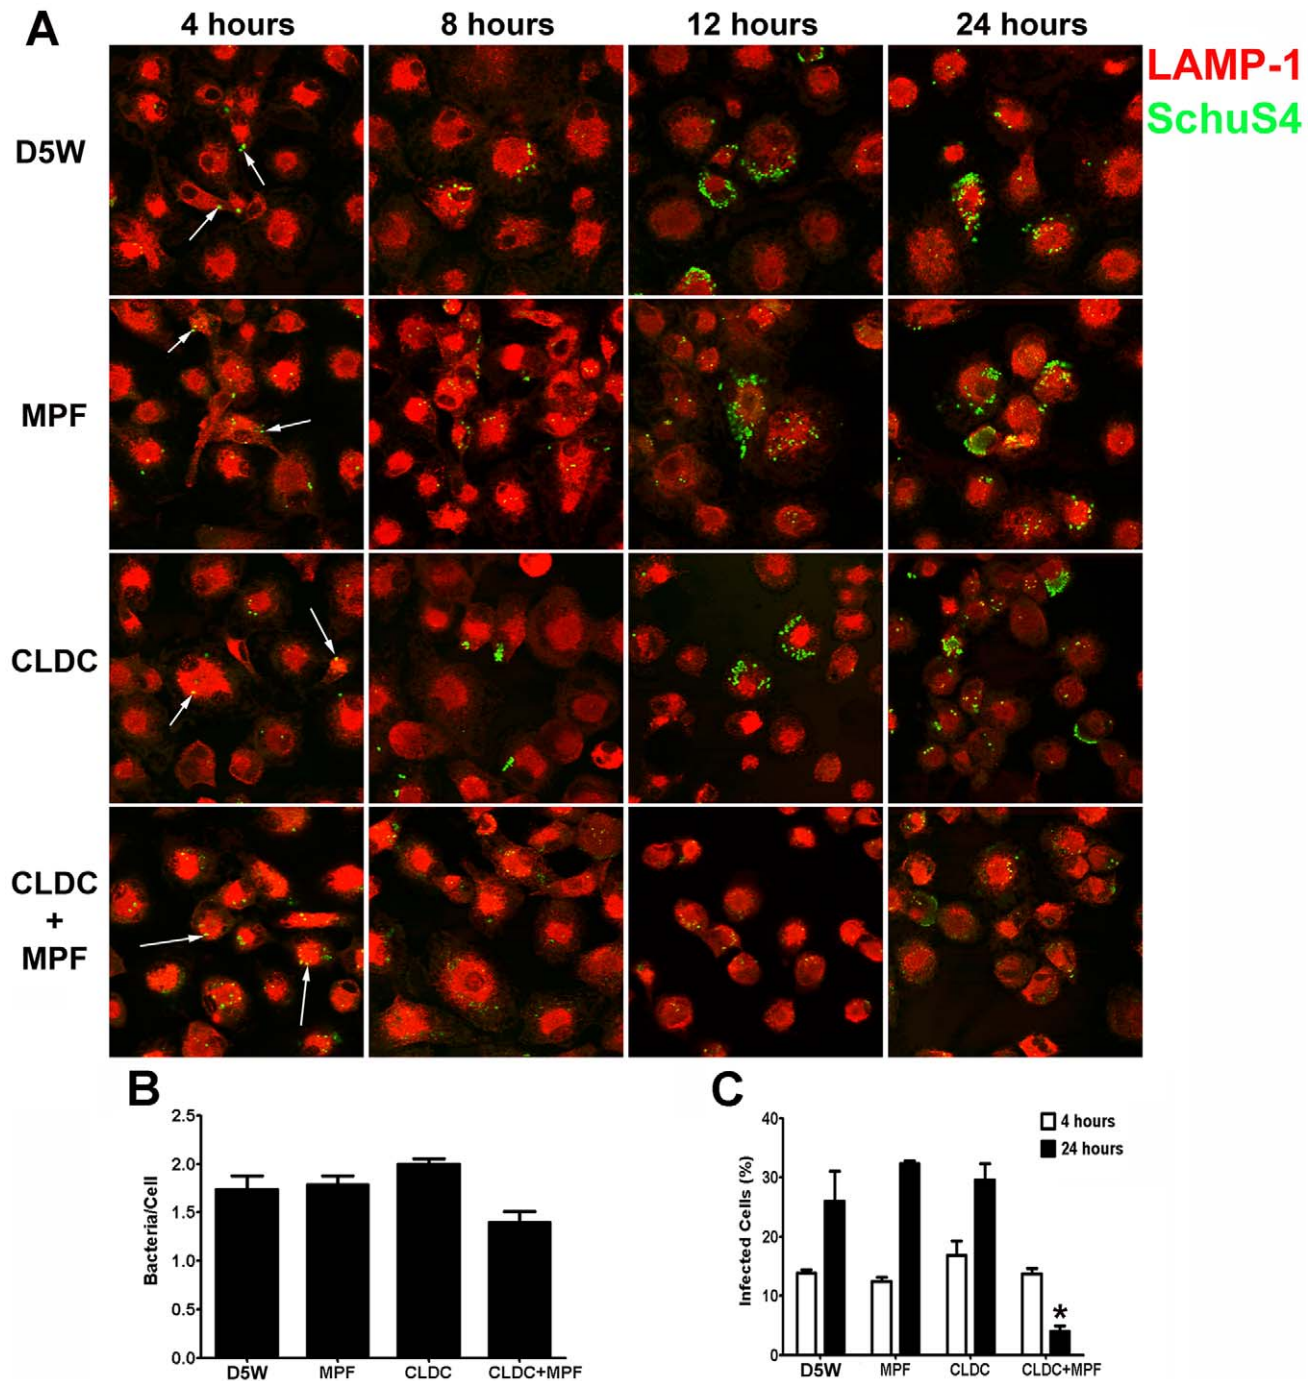 A
4 hours
8 hours
12 hours
24 hours
LAMP-1
SchuS4
D5W
MPF
CLDC
CLDC
+
MPF
B
2.5
2.0
1.5
1.0
0.5
0.0
Bacteria/Cell
D5W
MPF
CLDC
CLDC+MPF
C
40
30
20
10
0
Infected Cells (%)
4 hours
24 hours
*
D5W
MPF
CLDC
CLDC+MPF